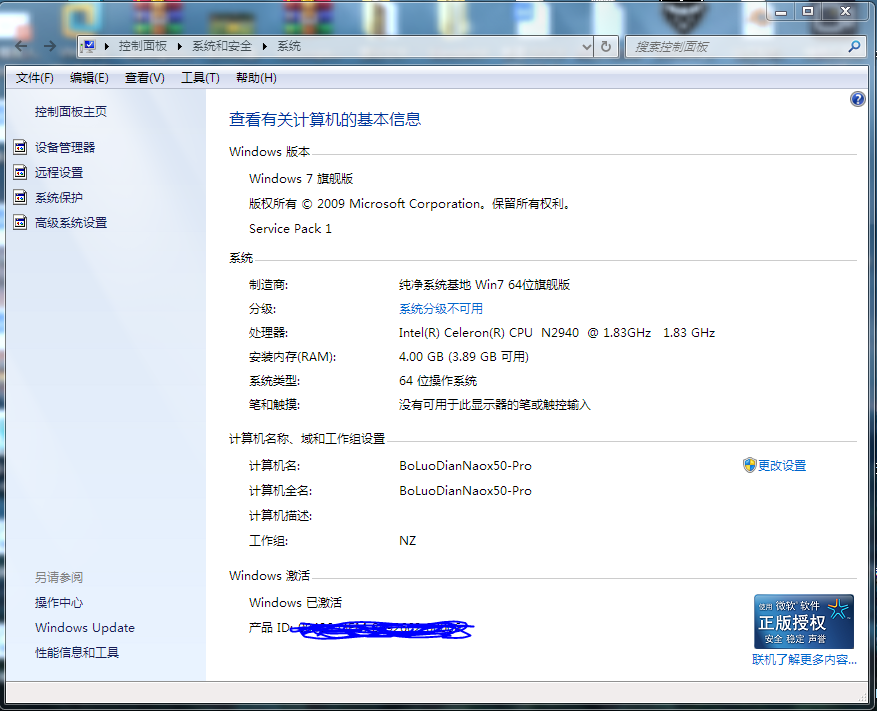 控制面板 系统和安全 系统
搜索控制面板
文件(F) 编辑(E) 查看(V) 工具(T) 帮助(H)
控制面板主页
设备管理器
远程设置
系统保护
高级系统设置
另请参阅
操作中心
Windows Update
性能信息和工具
查看有关计算机的基本信息
Windows 版本
Windows 7 旗舰版
版权所有 © 2009 Microsoft Corporation。保留所有权利。
Service Pack 1
系统
制造商: 纯净系统基地 Win7 64位旗舰版
分级: 系统分级不可用
处理器: Intel(R) Celeron(R) CPU N2940 @ 1.83GHz 1.83 GHz
安装内存(RAM): 4.00 GB (3.89 GB 可用)
系统类型: 64 位操作系统
笔和触摸: 没有可用于此显示器的笔或触控输入
计算机名称、域和工作组设置
计算机名: BoLuoDianNaox50-Pro 更改设置
计算机全名: BoLuoDianNaox50-Pro
计算机描述:
工作组: NZ
Windows 激活
Windows 已激活
产品 ID:
使用 微软 软件
正版授权
安全 稳定 声誉
联机了解更多内容...